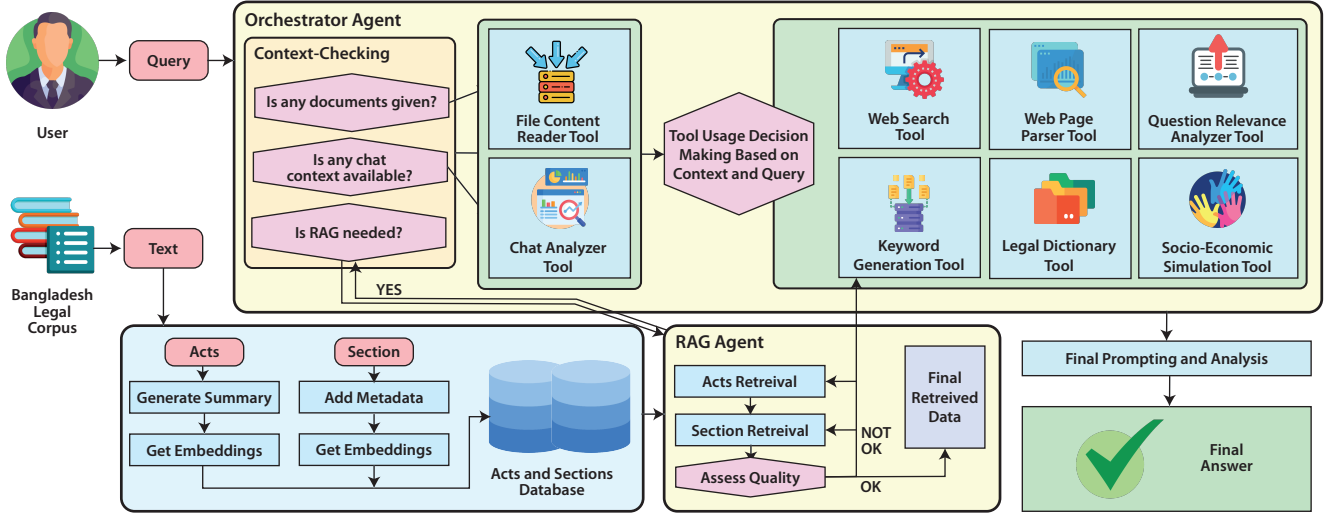 Orchestrator Agent
User
Query
Context-Checking
Is any documents given?
Is any chat
context available?
Is RAG needed?
File Content
Reader Tool
Chat Analyzer
Tool
Tool Usage Decision
Making Based on
Context and Query
Web Search
Tool
Web Page
Parser Tool
Question Relevance
Analyzer Tool
Keyword
Generation Tool
Legal Dictionary
Tool
Socio-Economic
Simulation Tool
Bangladesh
Legal
Corpus
Text
YES
Acts
Generate Summary
Get Embeddings
Section
Add Metadata
Get Embeddings
Acts and Sections
Database
RAG Agent
Acts Retreival
Section Retreival
Assess Quality
NOT
OK
OK
Final
Retreived
Data
Final Prompting and Analysis
Final
Answer